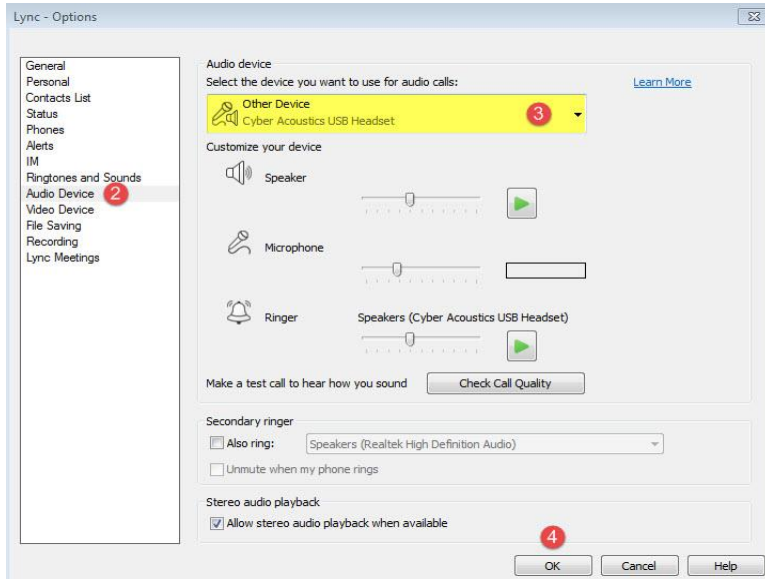 Lync - Options
General
Personal
Contacts List
Status
Phones
Alerts
IM
Ringtones and Sounds
Audio Device 2
Video Device
File Saving
Recording
Lync Meetings
Audio device
Select the device you want to use for audio calls: Learn More
Other Device
Cyber Acoustics USB Headset 3
Customize your device
Speaker
Microphone
Ringer Speakers (Cyber Acoustics USB Headset)
Make a test call to hear how you sound Check Call Quality
Secondary ringer
Also ring: Speakers (Realtek High Definition Audio)
Unmute when my phone rings
Stereo audio playback
Allow stereo audio playback when available
4
OK Cancel Help